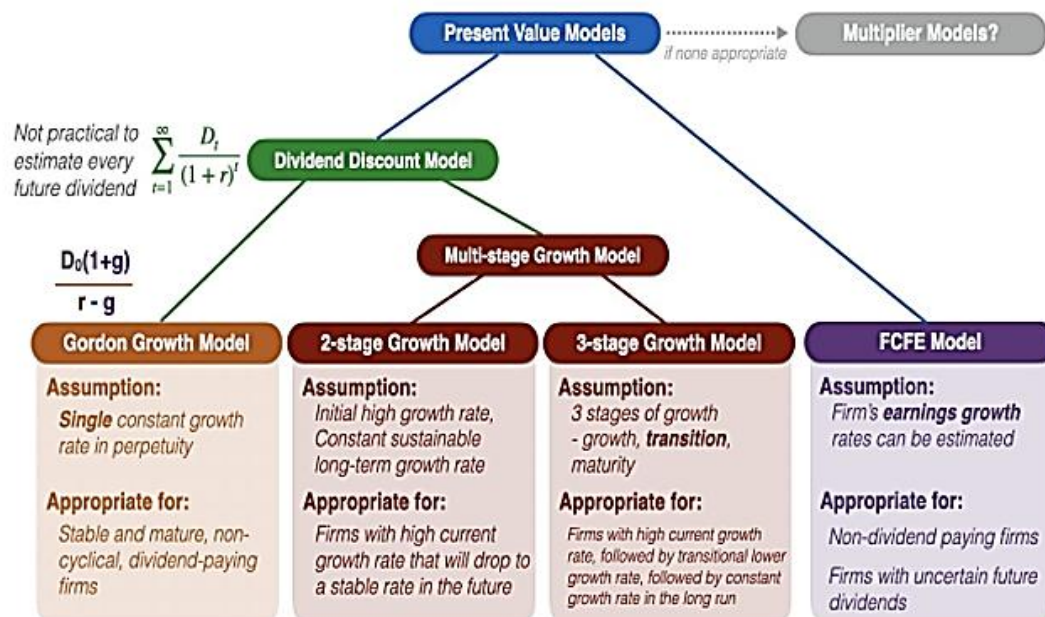 Present Value Models
if none appropriate
Multiplier Models?
Not practical to
estimate every
future dividend
∞
∑
t=1
D_t
(1 + r)^t
Dividend Discount Model
Multi-stage Growth Model
D₀(1+g)
r - g
Gordon Growth Model
Assumption:
Single constant growth
rate in perpetuity
Appropriate for:
Stable and mature, non-
cyclical, dividend-paying
firms
2-stage Growth Model
Assumption:
Initial high growth rate,
Constant sustainable
long-term growth rate
Appropriate for:
Firms with high current
growth rate that will drop to
a stable rate in the future
3-stage Growth Model
Assumption:
3 stages of growth
- growth, transition,
maturity
Appropriate for:
Firms with high current growth
rate, followed by transitional lower
growth rate, followed by constant
growth rate in the long run
FCFE Model
Assumption:
Firm's earnings growth
rates can be estimated
Appropriate for:
Non-dividend paying firms
Firms with uncertain future
dividends